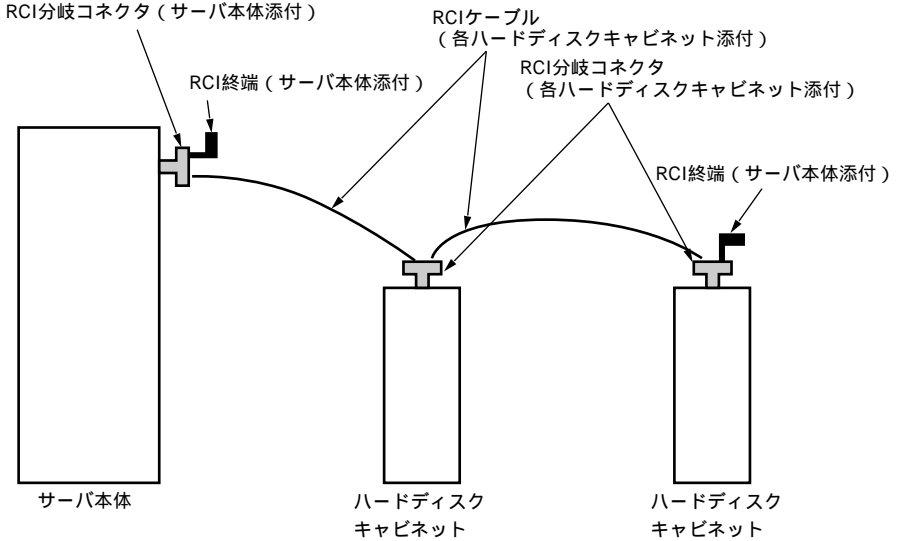 RCI分岐コネクタ（サーバ本体添付）
RCIケーブル
（各ハードディスクキャビネット添付）
RCI終端（サーバ本体添付）
RCI分岐コネクタ
（各ハードディスクキャビネット添付）
RCI終端（サーバ本体添付）
サーバ本体
ハードディスク
キャビネット
ハードディスク
キャビネット